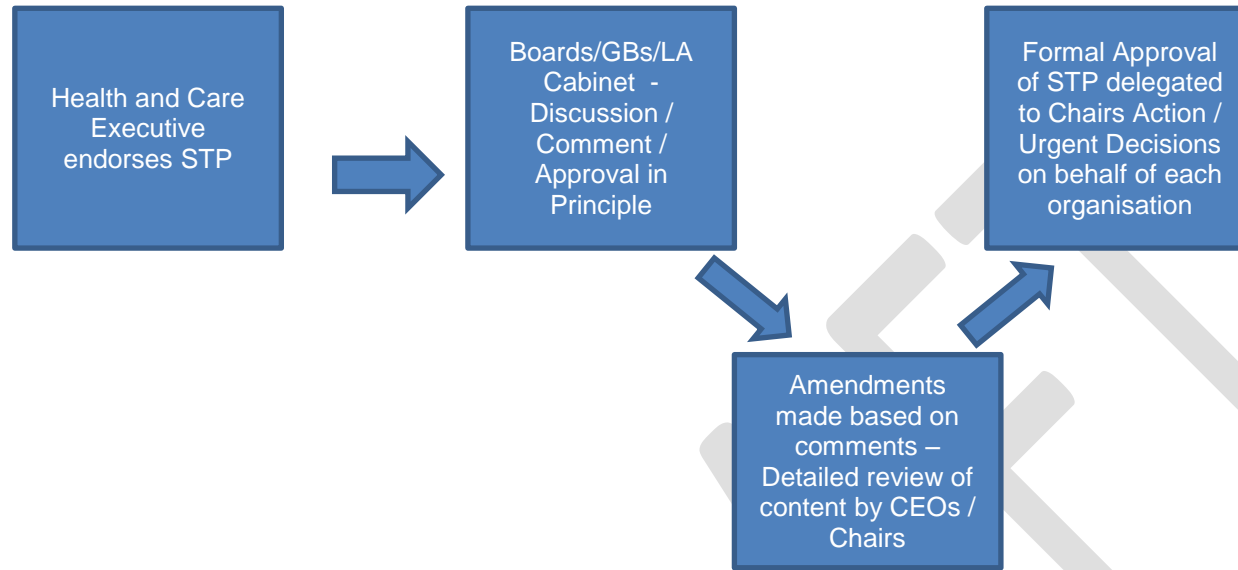 Health and Care
Executive
endorses STP
Boards/GBs/LA
Cabinet -
Discussion /
Comment /
Approval in
Principle
Amendments
made based on
comments –
Detailed review of
content by CEOs /
Chairs
Formal Approval
of STP delegated
to Chairs Action /
Urgent Decisions
on behalf of each
organisation